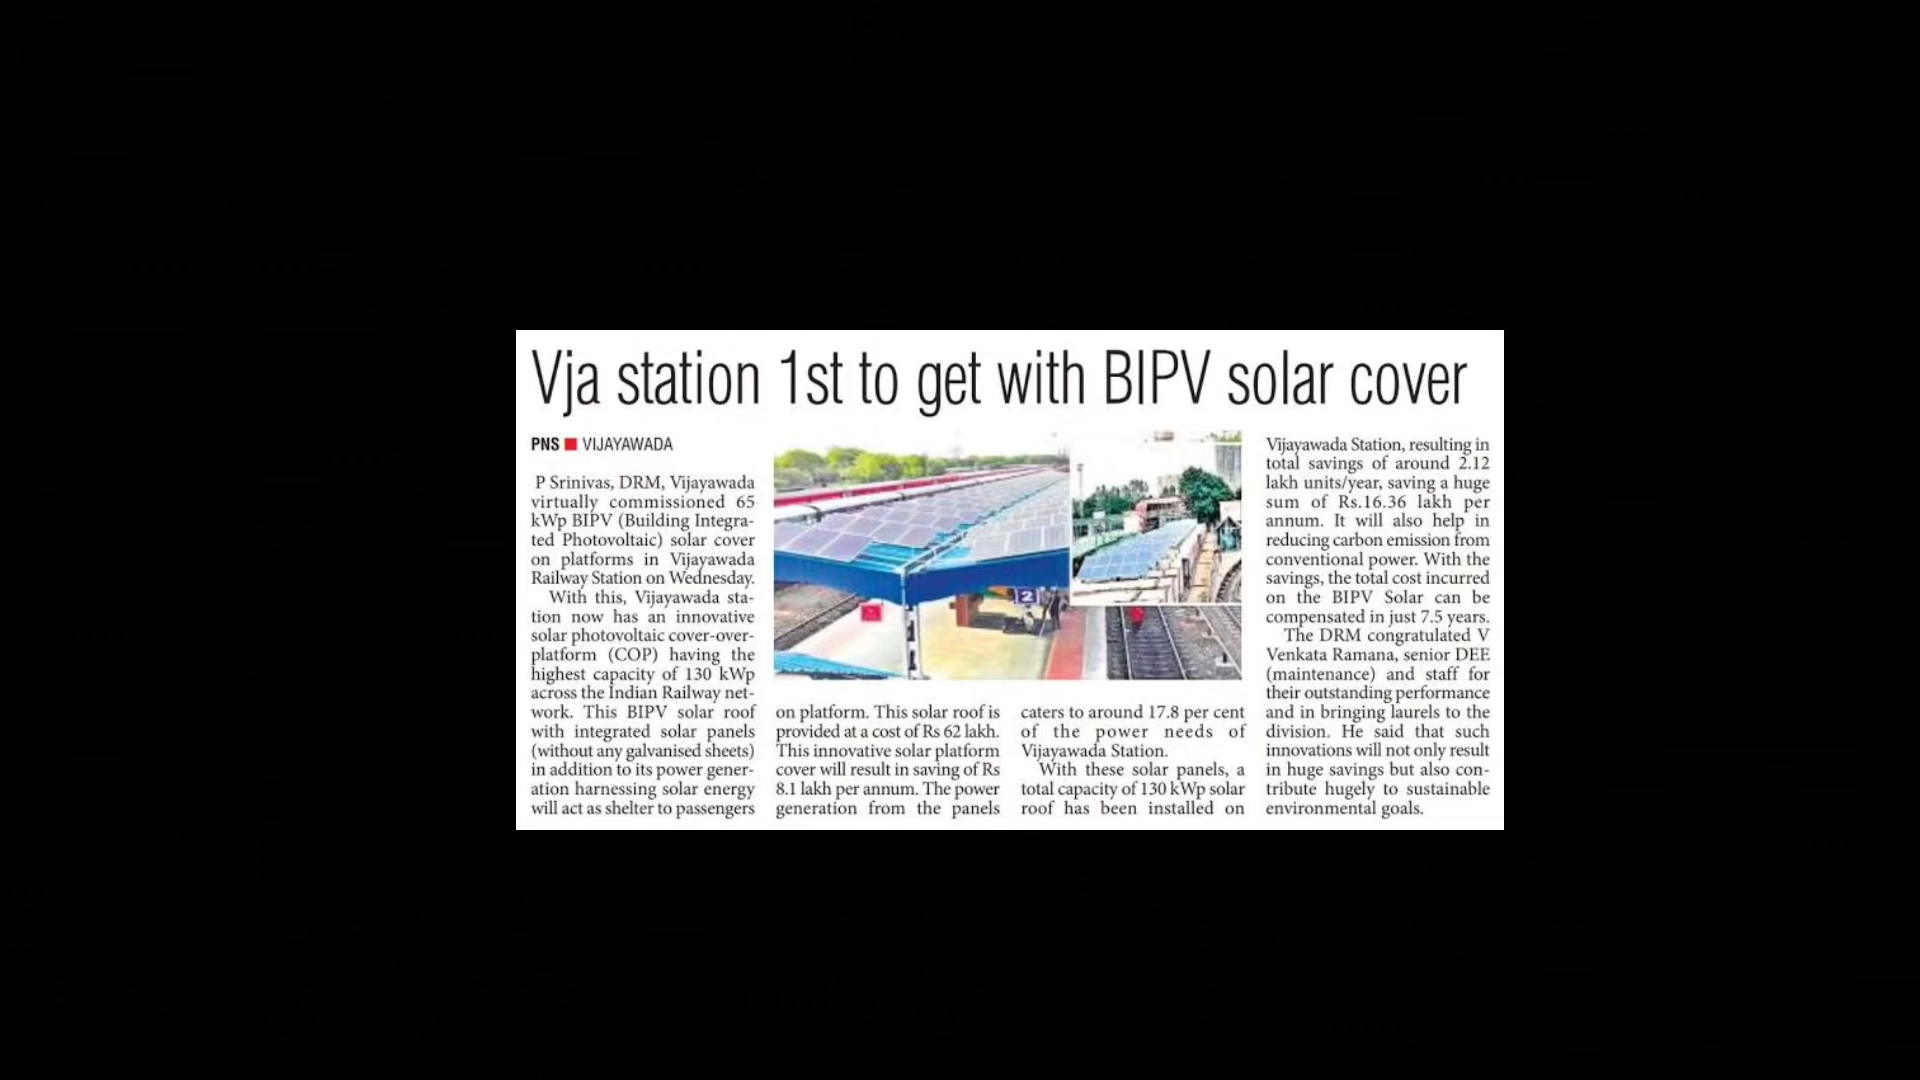 Vja station 1st to get with BIPV solar cover
PNS ■ VIJAYAWADA
P Srinivas, DRM, Vijayawada
virtually commissioned 65
kWp BIPV (Building Integra-
ted Photovoltaic) solar cover
on platforms in Vijayawada
Railway Station on Wednesday.
With this, Vijayawada sta-
tion now has an innovative
solar photovoltaic cover-over-
platform (COP) having the
highest capacity of 130 kWp
across the Indian Railway net-
work. This BIPV solar roof
with integrated solar panels
(without any galvanised sheets)
in addition to its power gener-
ation harnessing solar energy
will act as shelter to passengers
2
on platform. This solar roof is
provided at a cost of Rs 62 lakh.
This innovative solar platform
cover will result in saving of Rs
8.1 lakh per annum. The power
generation from the panels
caters to around 17.8 per cent
of the power needs of
Vijayawada Station.
With these solar panels, a
total capacity of 130 kWp solar
roof has been installed on
Vijayawada Station, resulting in
total savings of around 2.12
lakh units/year, saving a huge
sum of Rs.16.36 lakh per
annum. It will also help in
reducing carbon emission from
conventional power. With the
savings, the total cost incurred
on the BIPV Solar can be
compensated in just 7.5 years.
The DRM congratulated V
Venkata Ramana, senior DEE
(maintenance) and staff for
their outstanding performance
and in bringing laurels to the
division. He said that such
innovations will not only result
in huge savings but also con-
tribute hugely to sustainable
environmental goals.